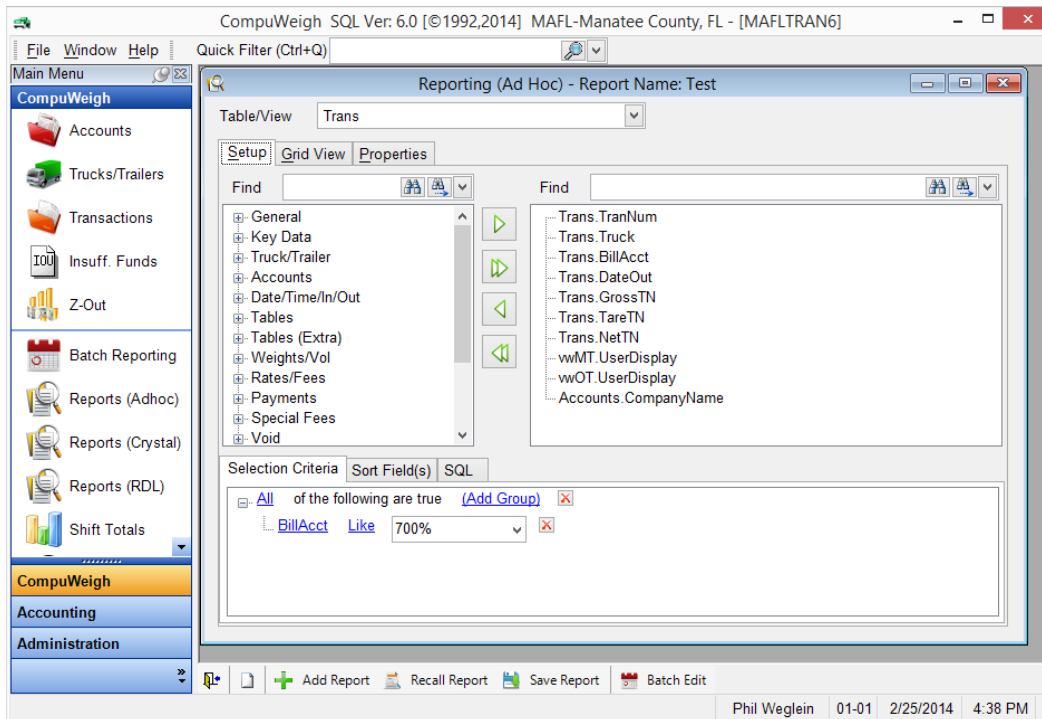 CompuWeigh SQL Ver: 6.0 [©1992,2014] MAFL-Manatee County, FL - [MAFLTRAN6]
File Window Help Quick Filter (Ctrl+Q)
Main Menu
CompuWeigh
Accounts
Trucks/Trailers
Transactions
IOU Insuff. Funds
Z-Out
Batch Reporting
Reports (Adhoc)
Reports (Crystal)
Reports (RDL)
Shift Totals
CompuWeigh
Accounting
Administration
Reporting (Ad Hoc) - Report Name: Test
Table/View Trans
Setup Grid View Properties
Find
General
Key Data
Truck/Trailer
Accounts
Date/Time/In/Out
Tables
Tables (Extra)
Weights/Vol
Rates/Fees
Payments
Special Fees
Void
Find
Trans.TranNum
Trans.Truck
Trans.BillAcct
Trans.DateOut
Trans.GrossTN
Trans.TareTN
Trans.NetTN
vwMT.UserDisplay
vwOT.UserDisplay
Accounts.CompanyName
Selection Criteria Sort Field(s) SQL
All of the following are true (Add Group)
BillAcct Like 700%
Add Report Recall Report Save Report Batch Edit
Phil Weglein 01-01 2/25/2014 4:38 PM